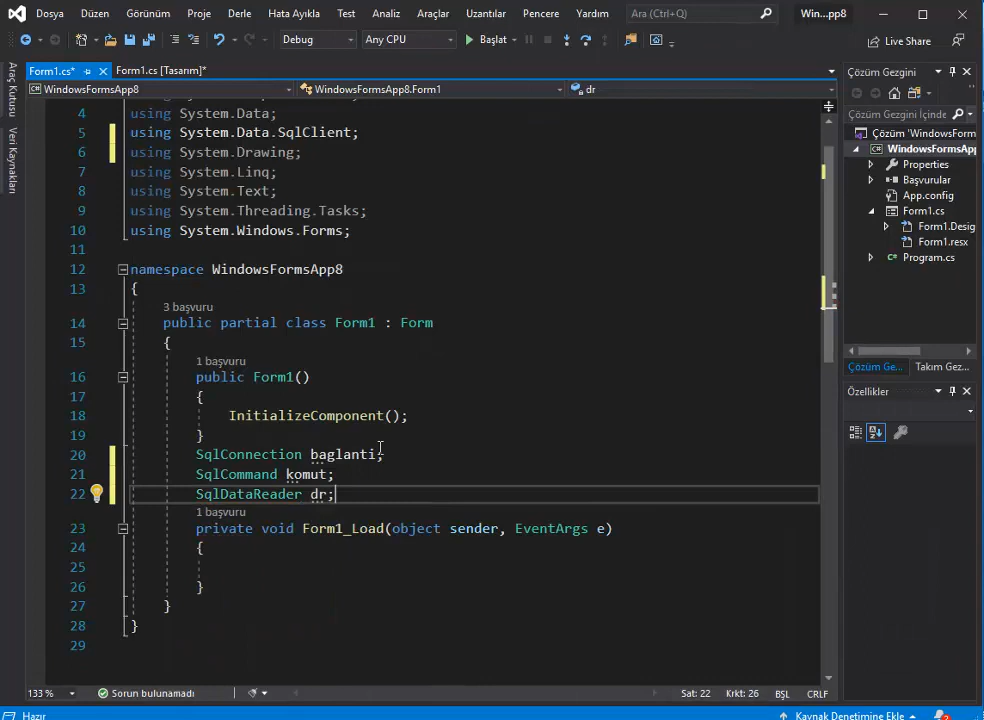 Dosya Düzen Görünüm Proje Derle Hata Ayıkla Test Analiz Araçlar Uzantılar Pencere Yardım Ara (Ctrl+Q) Win...pp8
Debug Any CPU Başlat Live Share
Form1.cs* Form1.cs [Tasarım]*
WindowsFormsApp8 WindowsFormsApp8.Form1 dr
Araç Kutusu
Veri Kaynakları
4 using System.Data;
5 using System.Data.SqlClient;
6 using System.Drawing;
7 using System.Linq;
8 using System.Text;
9 using System.Threading.Tasks;
10 using System.Windows.Forms;
11
12 namespace WindowsFormsApp8
13 {
3 başvuru
14 public partial class Form1 : Form
15 {
1 başvuru
16 public Form1()
17 {
18 InitializeComponent();
19 }
20 SqlConnection baglanti;
21 SqlCommand komut;
22 SqlDataReader dr;
1 başvuru
23 private void Form1_Load(object sender, EventArgs e)
24 {
25
26 }
27 }
28 }
29
133 % Sorun bulunamadı Sat: 22 Krkt: 26 BŞL CRLF
Çözüm Gezgini
Çözüm Gezgini İçinde
Çözüm 'WindowsForm
WindowsFormsApp
Properties
Başvurular
App.config
Form1.cs
Form1.Desig
Form1.resx
Program.cs
Çözüm Ge... Takım Gez...
Özellikler
Hazır Kaynak Denetimine Ekle 2